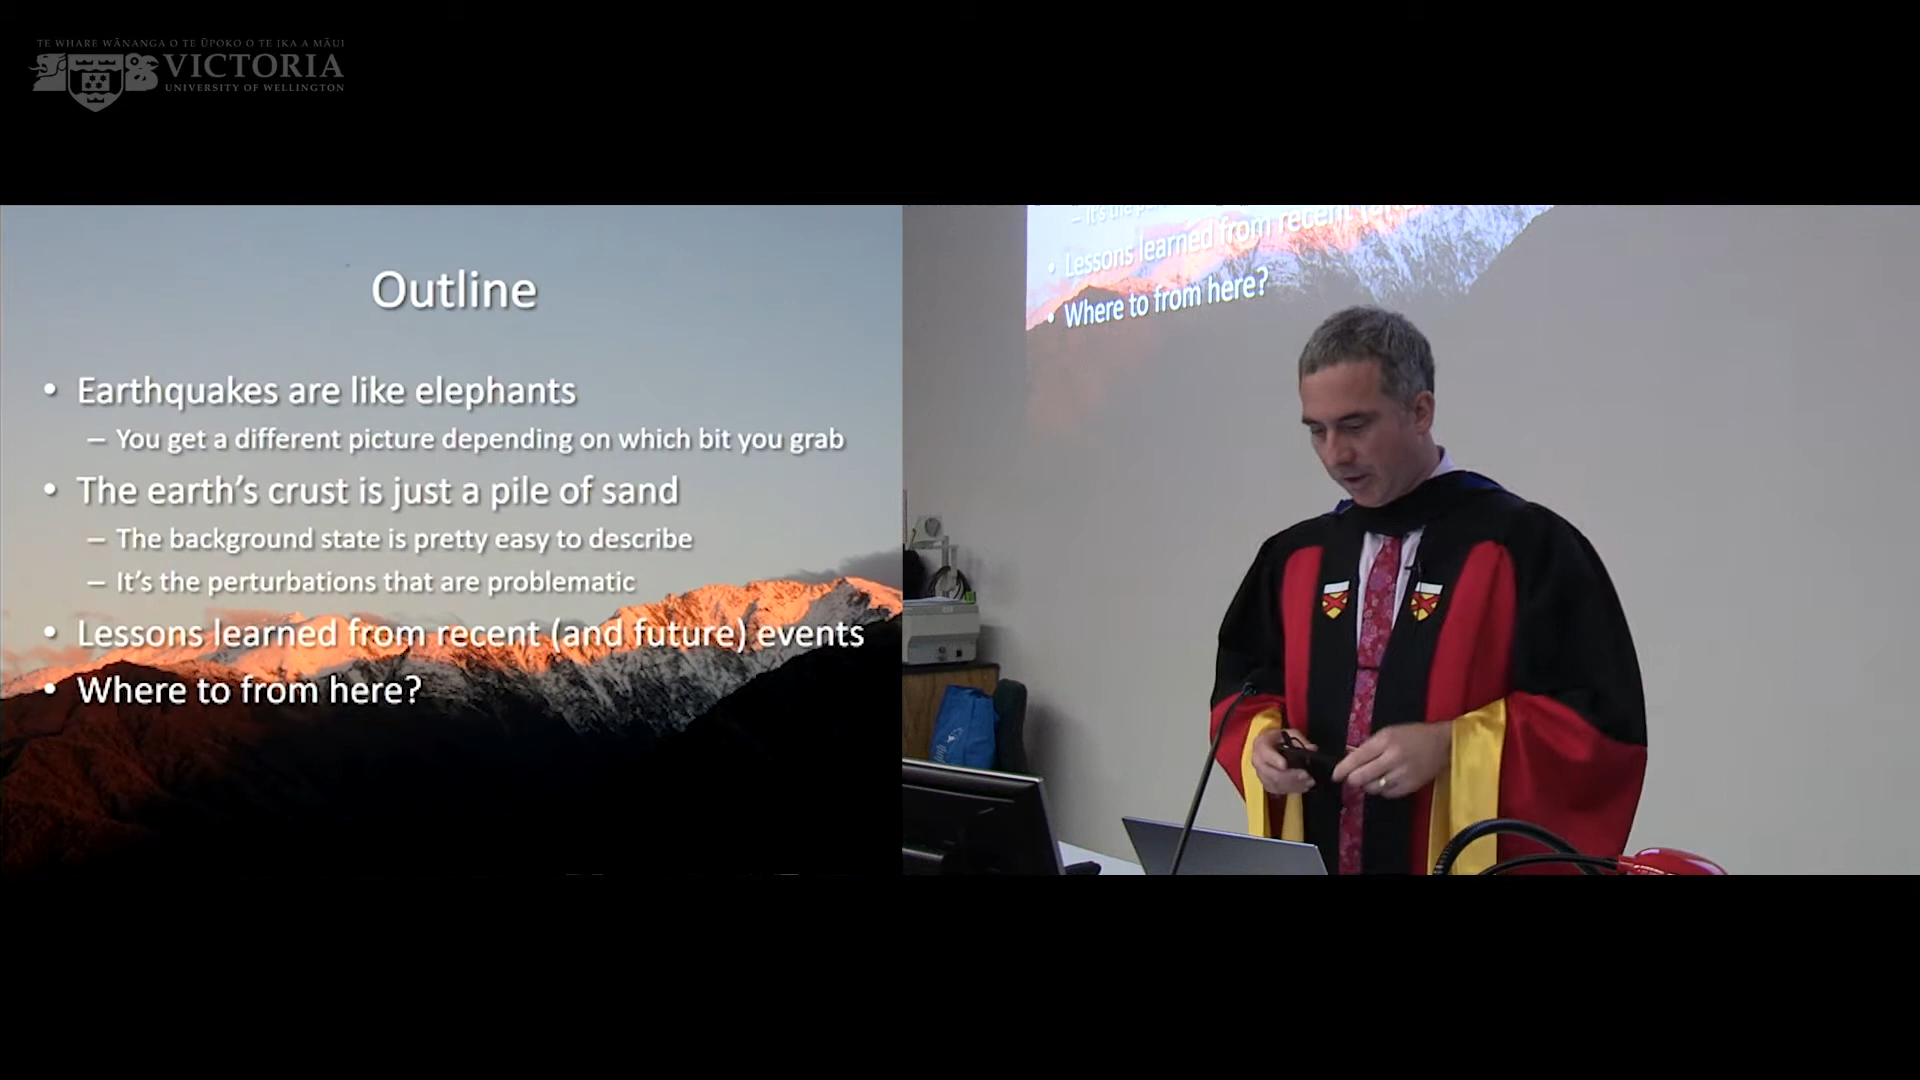 TE WHARE WĀNANGA O TE ŪPOKO O TE IKA A MĀUI
VICTORIA
UNIVERSITY OF WELLINGTON
Outline
• Earthquakes are like elephants
– You get a different picture depending on which bit you grab
• The earth’s crust is just a pile of sand
– The background state is pretty easy to describe
– It’s the perturbations that are problematic
• Lessons learned from recent (and future) events
• Where to from here?
– It's the
• Lessons learned from recent
• Where to from here?